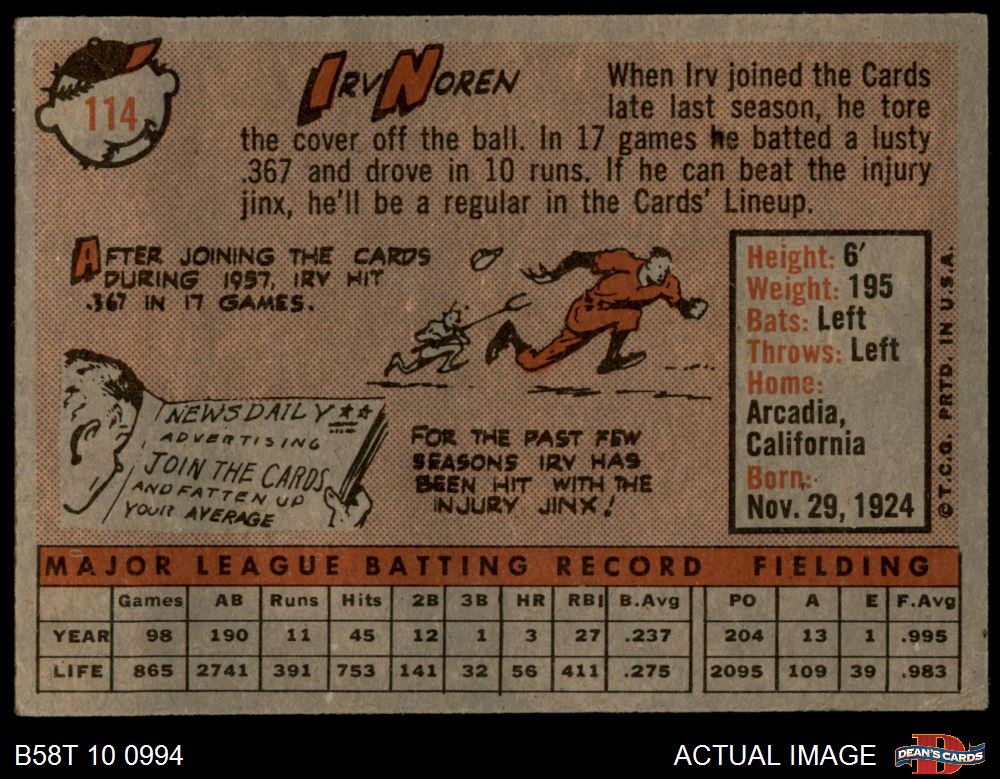 114
IRV NOREN
When Irv joined the Cards
late last season, he tore
the cover off the ball. In 17 games he batted a lusty
.367 and drove in 10 runs. If he can beat the injury
jinx, he'll be a regular in the Cards' Lineup.
AFTER JOINING THE CARDS
DURING 1957, IRV HIT
.367 IN 17 GAMES.
NEWS DAILY ★★
ADVERTISING
JOIN THE CARDS
AND FATTEN UP
YOUR AVERAGE
FOR THE PAST FEW
SEASONS IRV HAS
BEEN HIT WITH THE
INJURY JINX!
Height: 6'
Weight: 195
Bats: Left
Throws: Left
Home:
Arcadia,
California
Born:
Nov. 29, 1924
© T.C.G. PRTD. IN U.S.A.
MAJOR LEAGUE BATTING RECORD FIELDING
Games AB Runs Hits 2B 3B HR RBI B.Avg PO A E F.Avg
YEAR 98 190 11 45 12 1 3 27 .237 204 13 1 .995
LIFE 865 2741 391 753 141 32 56 411 .275 2095 109 39 .983
B58T 10 0994
ACTUAL IMAGE
DEAN'S CARDS